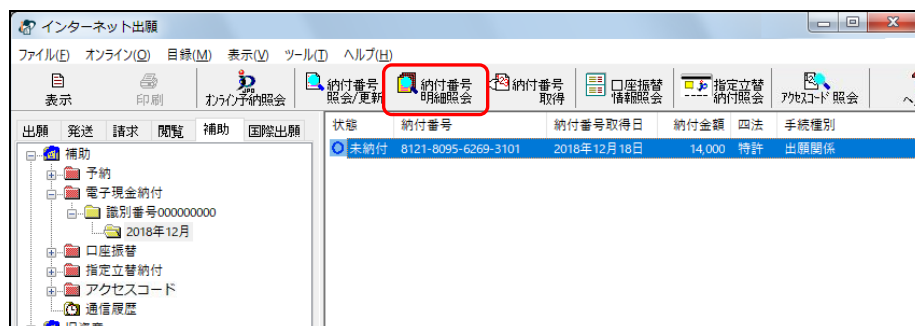 インターネット出願
ファイル(F) オンライン(O) 目録(M) 表示(V) ツール(T) ヘルプ(H)
表示 印刷 オンライン予納照会 納付番号照会/更新 納付番号明細照会 納付番号取得 口座振替情報照会 指定立替納付照会 アクセスコード照会
出願 発送 請求 閲覧 補助 国際出願
状態 納付番号 納付番号取得日 納付金額 四法 手続種別
未納付 8121-8095-6269-3101 2018年12月18日 14,000 特許 出願関係
補助
予納
電子現金納付
識別番号000000000
2018年12月
口座振替
指定立替納付
アクセスコード
通信履歴